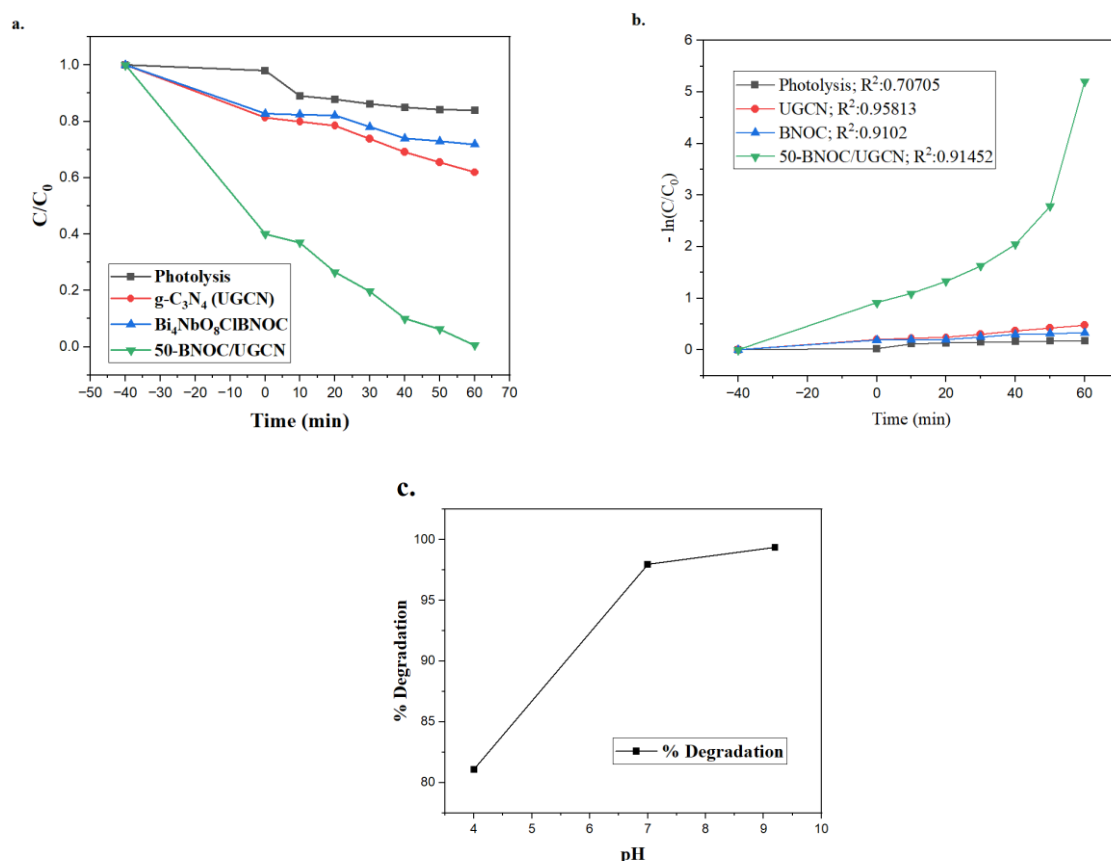 a.
C/C₀
1.0
0.8
0.6
0.4
0.2
0.0
Photolysis
g-C₃N₄ (UGCN)
Bi₄NbO₈ClBNOC
50-BNOC/UGCN
−50 −40 −30 −20 −10 0 10 20 30 40 50 60 70
Time (min)
b.
- ln(C/C₀)
6
5
4
3
2
1
0
Photolysis; R²:0.70705
UGCN; R²:0.95813
BNOC; R²:0.9102
50-BNOC/UGCN; R²:0.91452
−40 −20 0 20 40 60
Time (min)
c.
% Degradation
100
95
90
85
80
% Degradation
4 5 6 7 8 9 10
pH